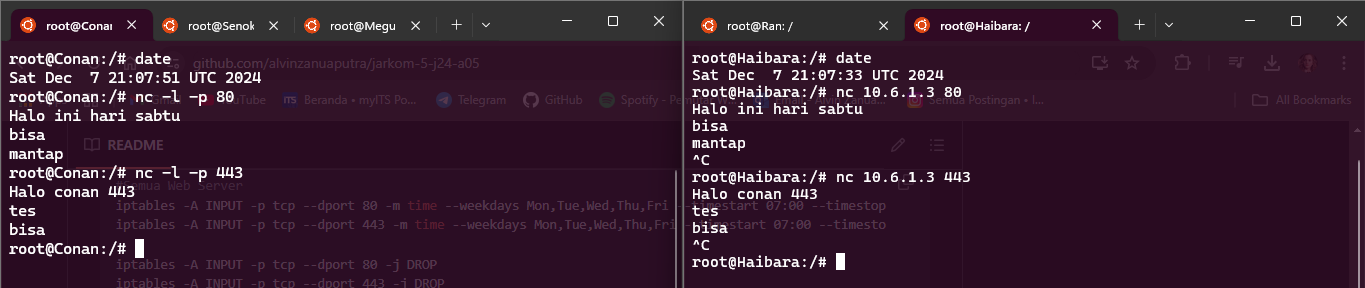 root@Conan
root@Senok
root@Megu
root@Conan:/# date
Sat Dec  7 21:07:51 UTC 2024
root@Conan:/# nc -l -p 80
Halo ini hari sabtu
bisa
mantap
root@Conan:/# nc -l -p 443
Halo conan 443
tes
bisa
root@Conan:/#
github.com/alvinzanuaputra/jarkom-5-j24-a05
YouTube
Beranda • myITS Po...
Telegram
GitHub
Spotify - Pe
README
emua Web Server
iptables -A INPUT -p tcp --dport 80 -m time --weekdays Mon,Tue,Wed,Thu,Fri --timestart 07:00 --timestop
iptables -A INPUT -p tcp --dport 443 -m time --weekdays Mon,Tue,Wed,Thu,Fri --timestart 07:00 --timesto
iptables -A INPUT -p tcp --dport 80 -j DROP
iptables -A INPUT -p tcp --dport 443 -j DROP
root@Ran: /
root@Haibara: /
root@Haibara:/# date
Sat Dec  7 21:07:33 UTC 2024
root@Haibara:/# nc 10.6.1.3 80
Halo ini hari sabtu
bisa
mantap
^C
root@Haibara:/# nc 10.6.1.3 443
Halo conan 443
tes
bisa
^C
root@Haibara:/#
Semua Postingan • I...
All Bookmarks